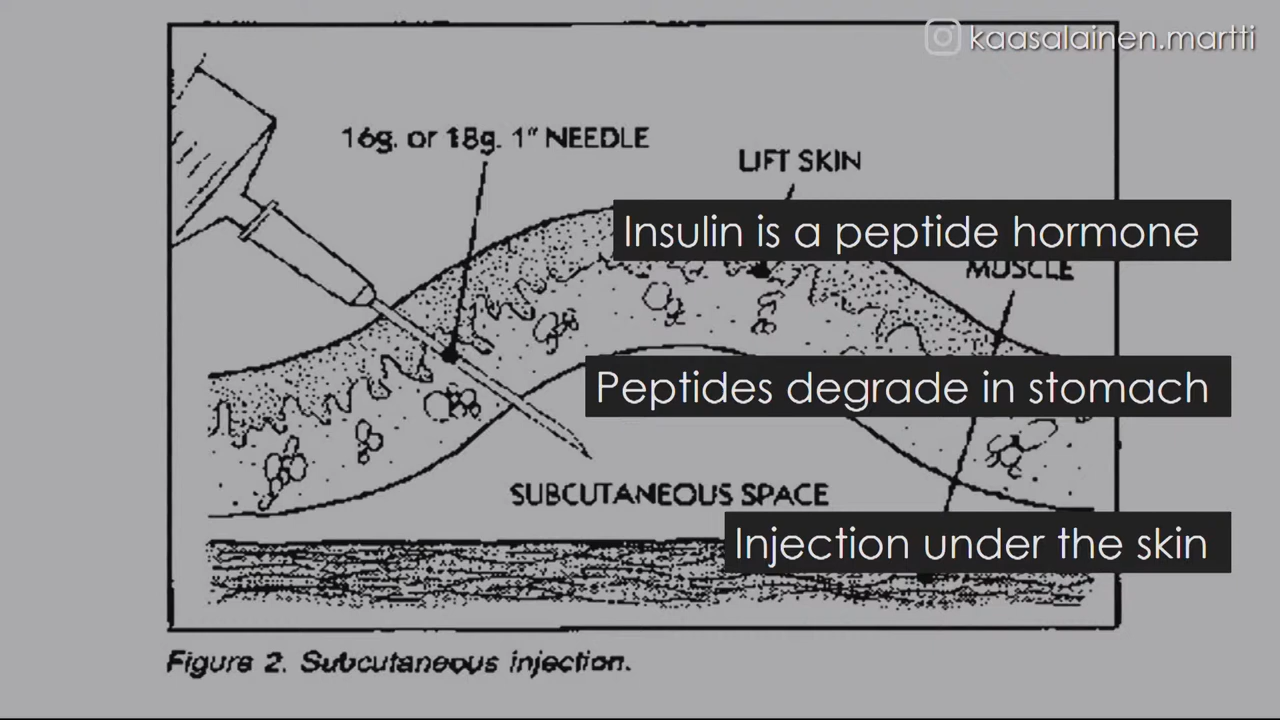 kaasalainen.martti
16g. or 18g. 1" NEEDLE
LIFT SKIN
Insulin is a peptide hormone
MUSCLE
Peptides degrade in stomach
SUBCUTANEOUS SPACE
Injection under the skin
Figure 2. Subcutaneous injection.